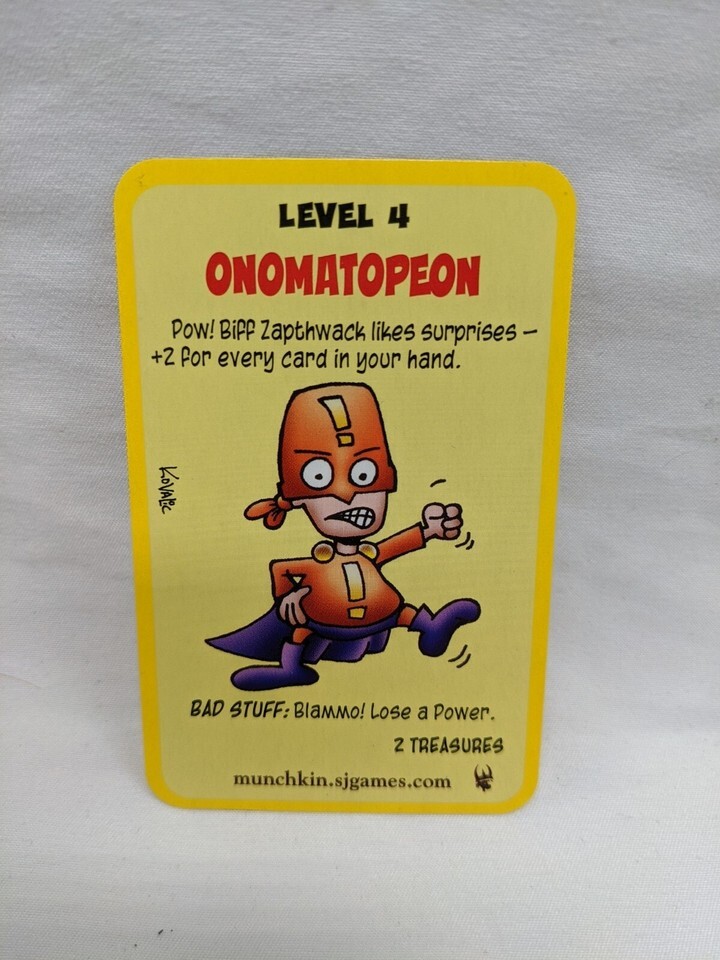 LEVEL 4
ONOMATOPEON
Pow! Biff Zapthwack likes surprises –
+2 for every card in your hand.
KOVALIC
BAD STUFF: Blammo! Lose a Power.
2 TREASURES
munchkin.sjgames.com